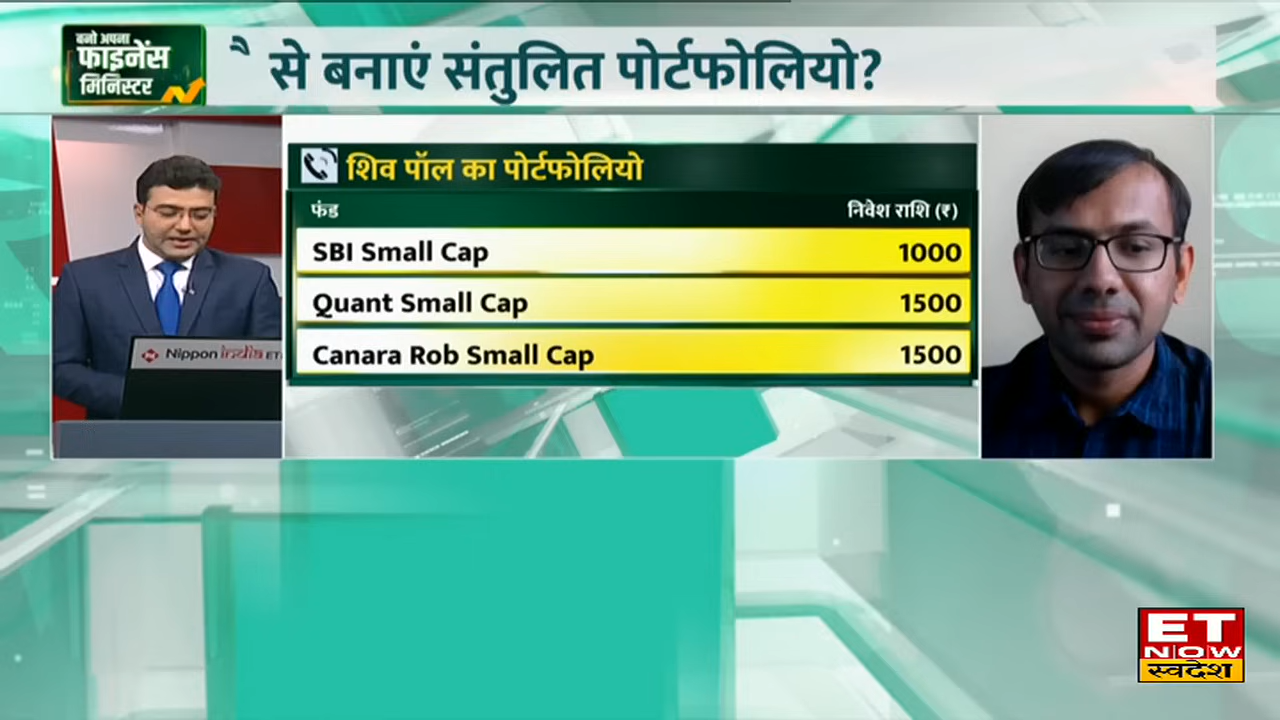 बनो अपना
फाइनेंस
मिनिस्टर
से बनाएं संतुलित पोर्टफोलियो?
शिव पॉल का पोर्टफोलियो
फंड निवेश राशि (₹)
SBI Small Cap 1000
Quant Small Cap 1500
Canara Rob Small Cap 1500
Nippon india ET
ET
NOW
स्वदेश